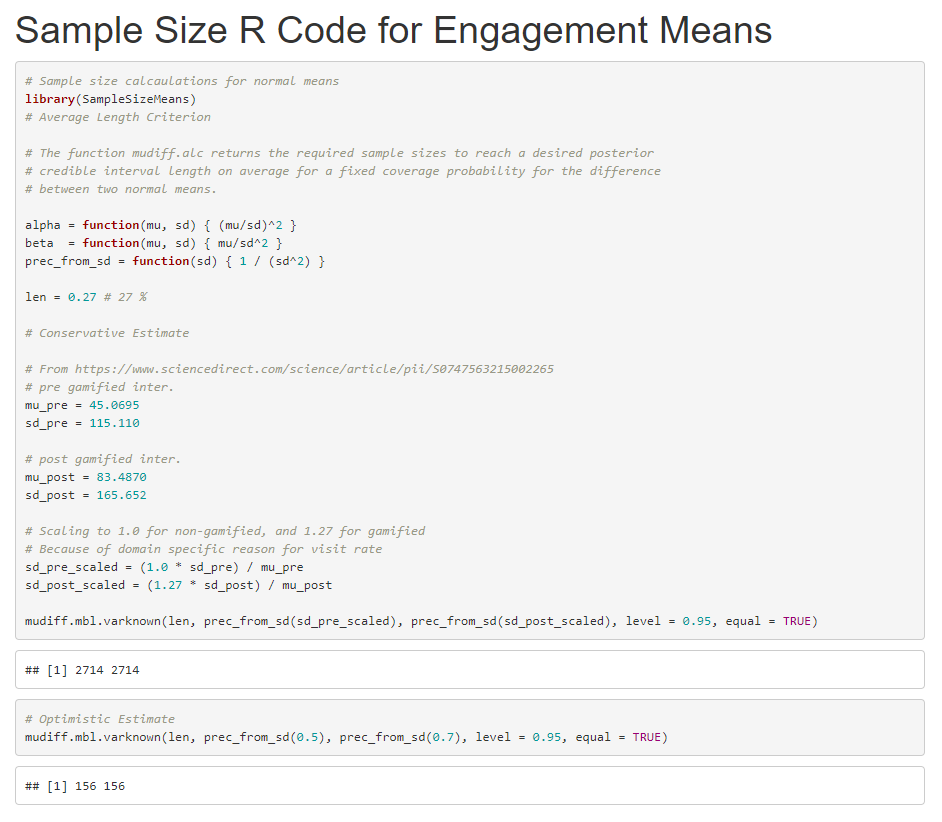 Sample Size R Code for Engagement Means
# Sample size calcaulations for normal means
library(SampleSizeMeans)
# Average Length Criterion
# The function mudiff.alc returns the required sample sizes to reach a desired posterior
# credible interval length on average for a fixed coverage probability for the difference
# between two normal means.
alpha = function(mu, sd) { (mu/sd)^2 }
beta  = function(mu, sd) { mu/sd^2 }
prec_from_sd = function(sd) { 1 / (sd^2) }
len = 0.27 # 27 %
# Conservative Estimate
# From https://www.sciencedirect.com/science/article/pii/S0747563215002265
# pre gamified inter.
mu_pre = 45.0695
sd_pre = 115.110
# post gamified inter.
mu_post = 83.4870
sd_post = 165.652
# Scaling to 1.0 for non-gamified, and 1.27 for gamified
# Because of domain specific reason for visit rate
sd_pre_scaled = (1.0 * sd_pre) / mu_pre
sd_post_scaled = (1.27 * sd_post) / mu_post
mudiff.mbl.varknown(len, prec_from_sd(sd_pre_scaled), prec_from_sd(sd_post_scaled), level = 0.95, equal = TRUE)
## [1] 2714 2714
# Optimistic Estimate
mudiff.mbl.varknown(len, prec_from_sd(0.5), prec_from_sd(0.7), level = 0.95, equal = TRUE)
## [1] 156 156